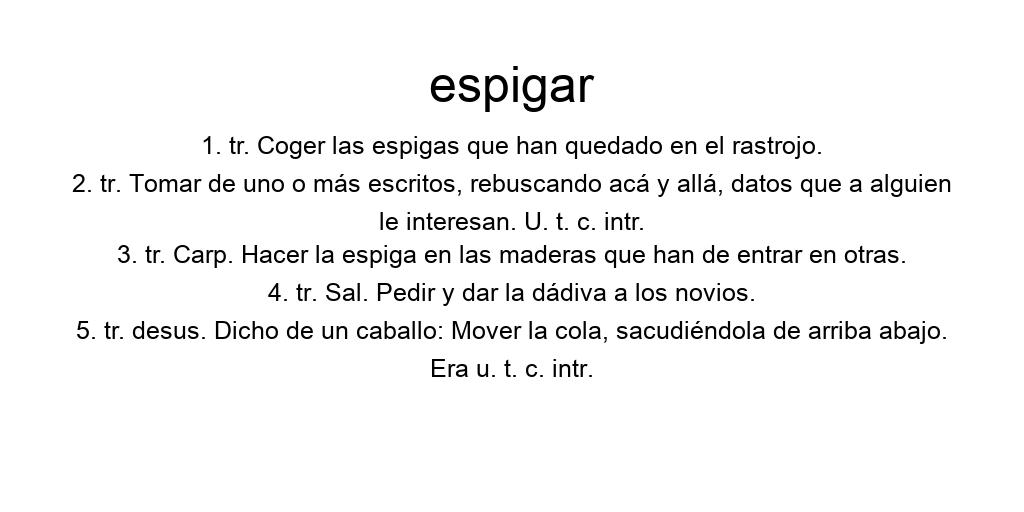 espigar
1. tr. Coger las espigas que han quedado en el rastrojo.
2. tr. Tomar de uno o más escritos, rebuscando acá y allá, datos que a alguien
le interesan. U. t. c. intr.
3. tr. Carp. Hacer la espiga en las maderas que han de entrar en otras.
4. tr. Sal. Pedir y dar la dádiva a los novios.
5. tr. desus. Dicho de un caballo: Mover la cola, sacudiéndola de arriba abajo.
Era u. t. c. intr.